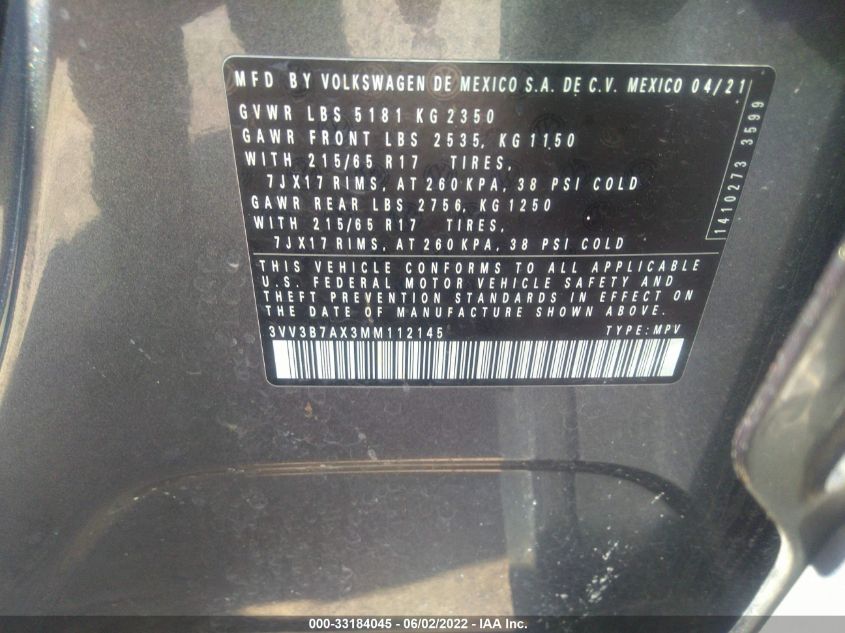 MFD BY VOLKSWAGEN DE MEXICO S.A. DE C.V. MEXICO 04/21
GVWR LBS 5181 KG 2350
GAWR FRONT LBS 2535, KG 1150
WITH 215/65 R17 TIRES,
7JX17 RIMS, AT 260 KPA, 38 PSI COLD
GAWR REAR LBS 2756, KG 1250
WITH 215/65 R17 TIRES,
7JX17 RIMS, AT 260 KPA, 38 PSI COLD
1410273 3599
THIS VEHICLE CONFORMS TO ALL APPLICABLE
U.S. FEDERAL MOTOR VEHICLE SAFETY AND
THEFT PREVENTION STANDARDS IN EFFECT ON
THE DATE OF MANUFACTURE SHOWN ABOVE.
3VV3B7AX3MM112145 TYPE: MPV
000-33184045 - 06/02/2022 - IAA Inc.